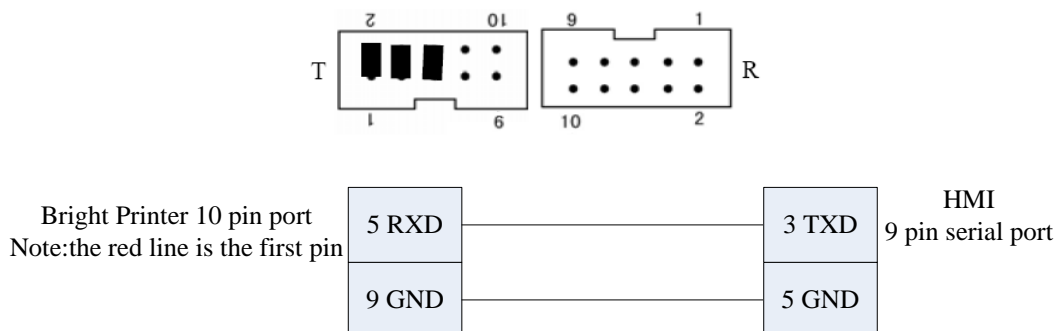 2 10 9 1
T R
1 9 10 2
Bright Printer 10 pin port
Note:the red line is the first pin
5 RXD
9 GND
3 TXD
5 GND
HMI
9 pin serial port